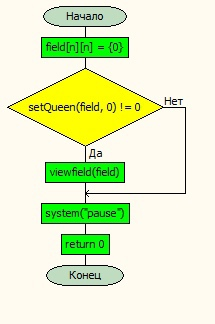 Начало
field[n][n] = {0}
setQueen(field, 0) != 0
Нет
Да
viewfield(field)
system("pause")
return 0
Конец